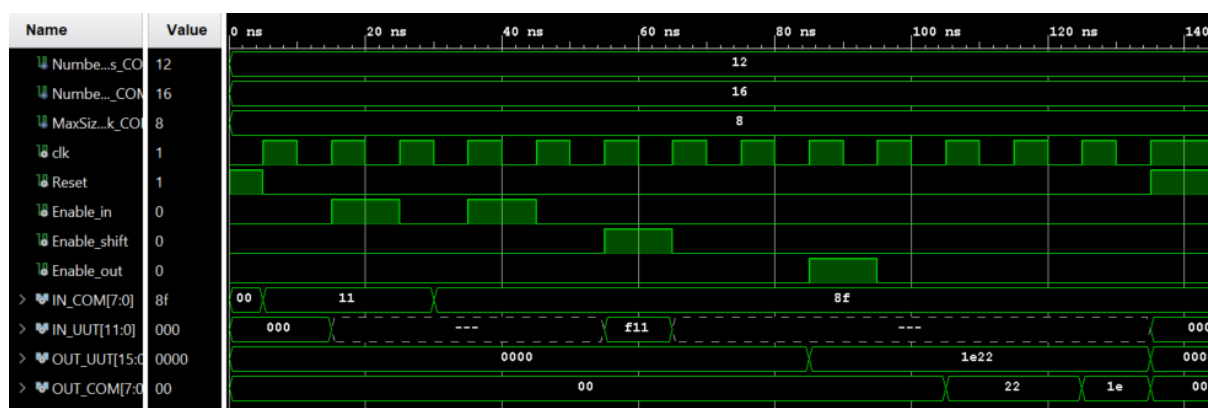 Name Value 0 ns 20 ns 40 ns 60 ns 80 ns 100 ns 120 ns 140
Numbe...s_CO 12 12
Numbe..._CON 16 16
MaxSiz...k_COI 8 8
clk 1
Reset 1
Enable_in 0
Enable_shift 0
Enable_out 0
> IN_COM[7:0] 8f 00 11 8f
> IN_UUT[11:0] 000 000 --- f11 --- 000
> OUT_UUT[15:0 0000 0000 1e22 000
> OUT_COM[7:0 00 00 22 1e 00